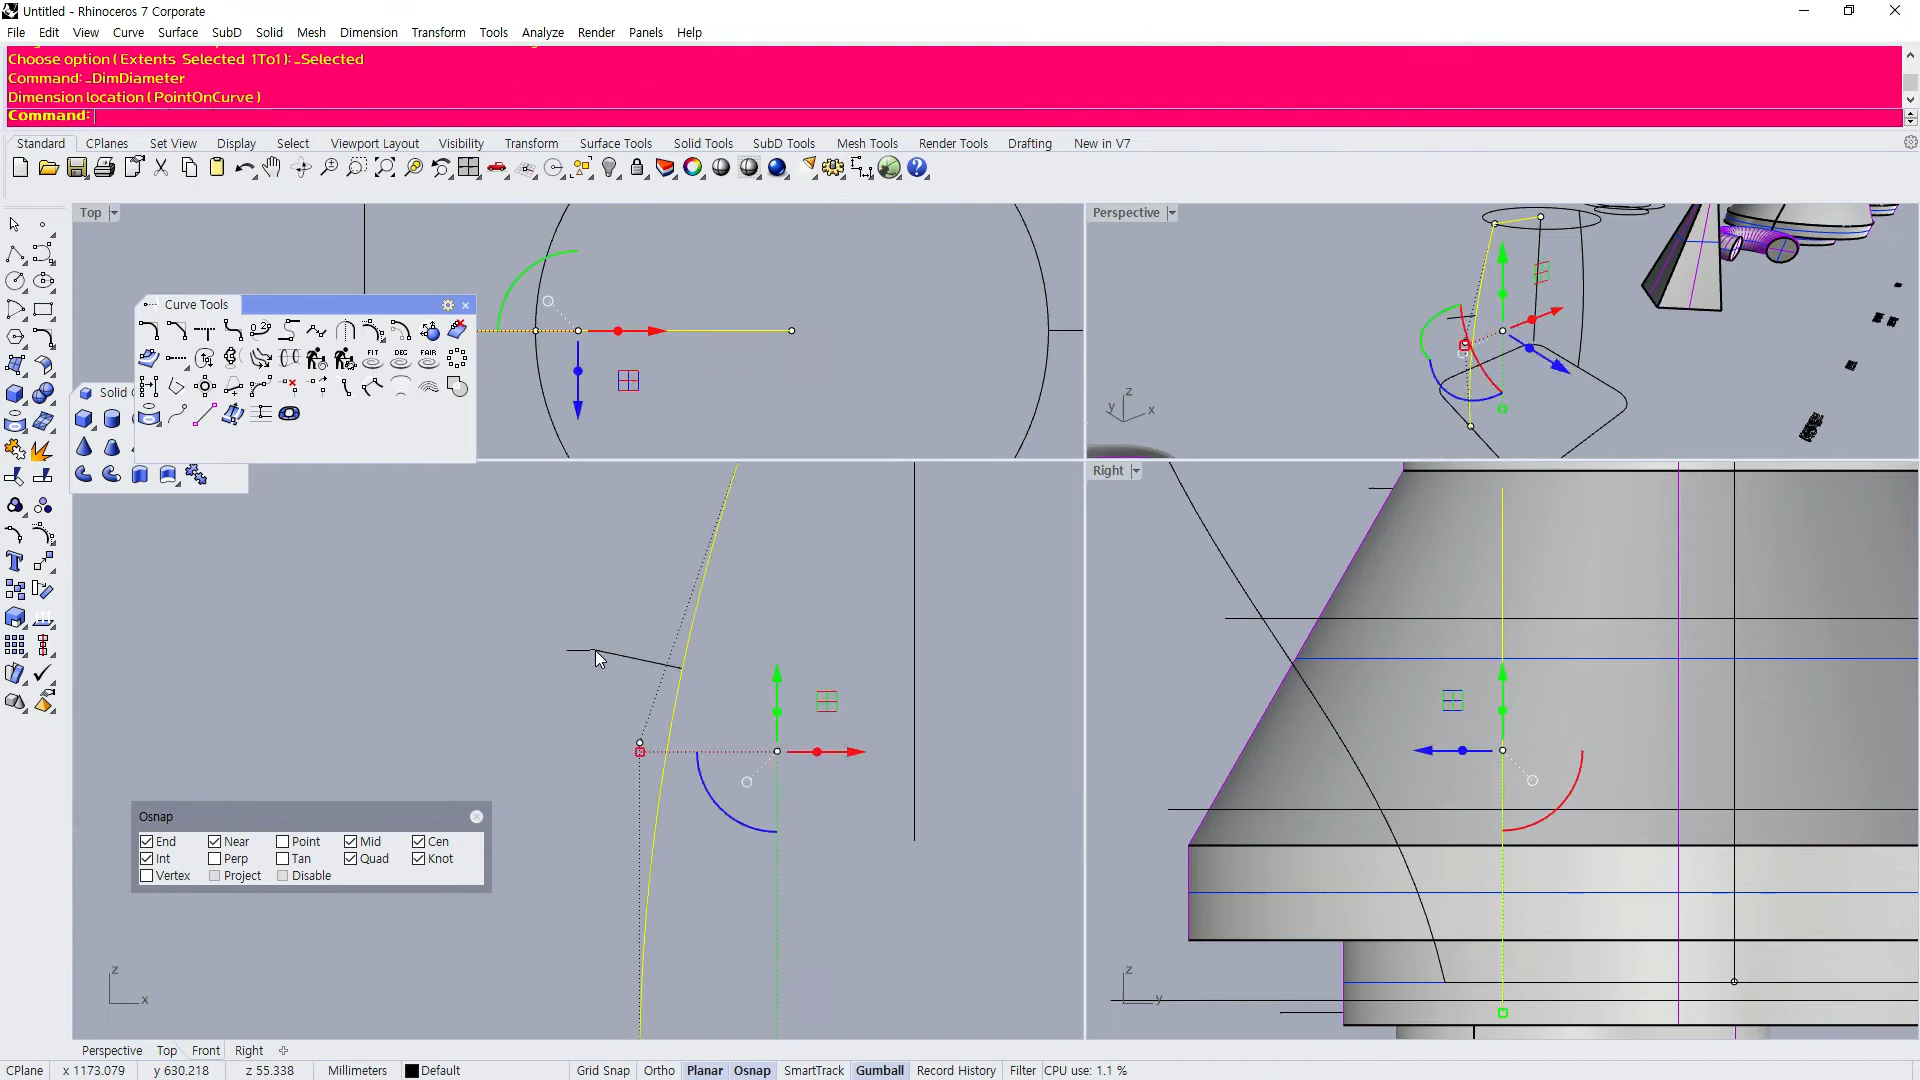 Untitled - Rhinoceros 7 Corporate
File Edit View Curve Surface SubD Solid Mesh Dimension Transform Tools Analyze Render Panels Help
Choose option ( Extents Selected 1To1 ): _Selected
Command: _DimDiameter
Dimension location ( PointOnCurve )
Command:
Standard CPlanes Set View Display Select Viewport Layout Visibility Transform Surface Tools Solid Tools SubD Tools Mesh Tools Render Tools Drafting New in V7
Top
Perspective
Curve Tools
FIT DEG FAIR
Solid
z
y
x
Right
Osnap
End Near Point Mid Cen
Int Perp Tan Quad Knot
Vertex Project Disable
z
x
z
y
Perspective Top Front Right
CPlane x 1173.079 y 630.218 z 55.338 Millimeters Default Grid Snap Ortho Planar Osnap SmartTrack Gumball Record History Filter CPU use: 1.1 %